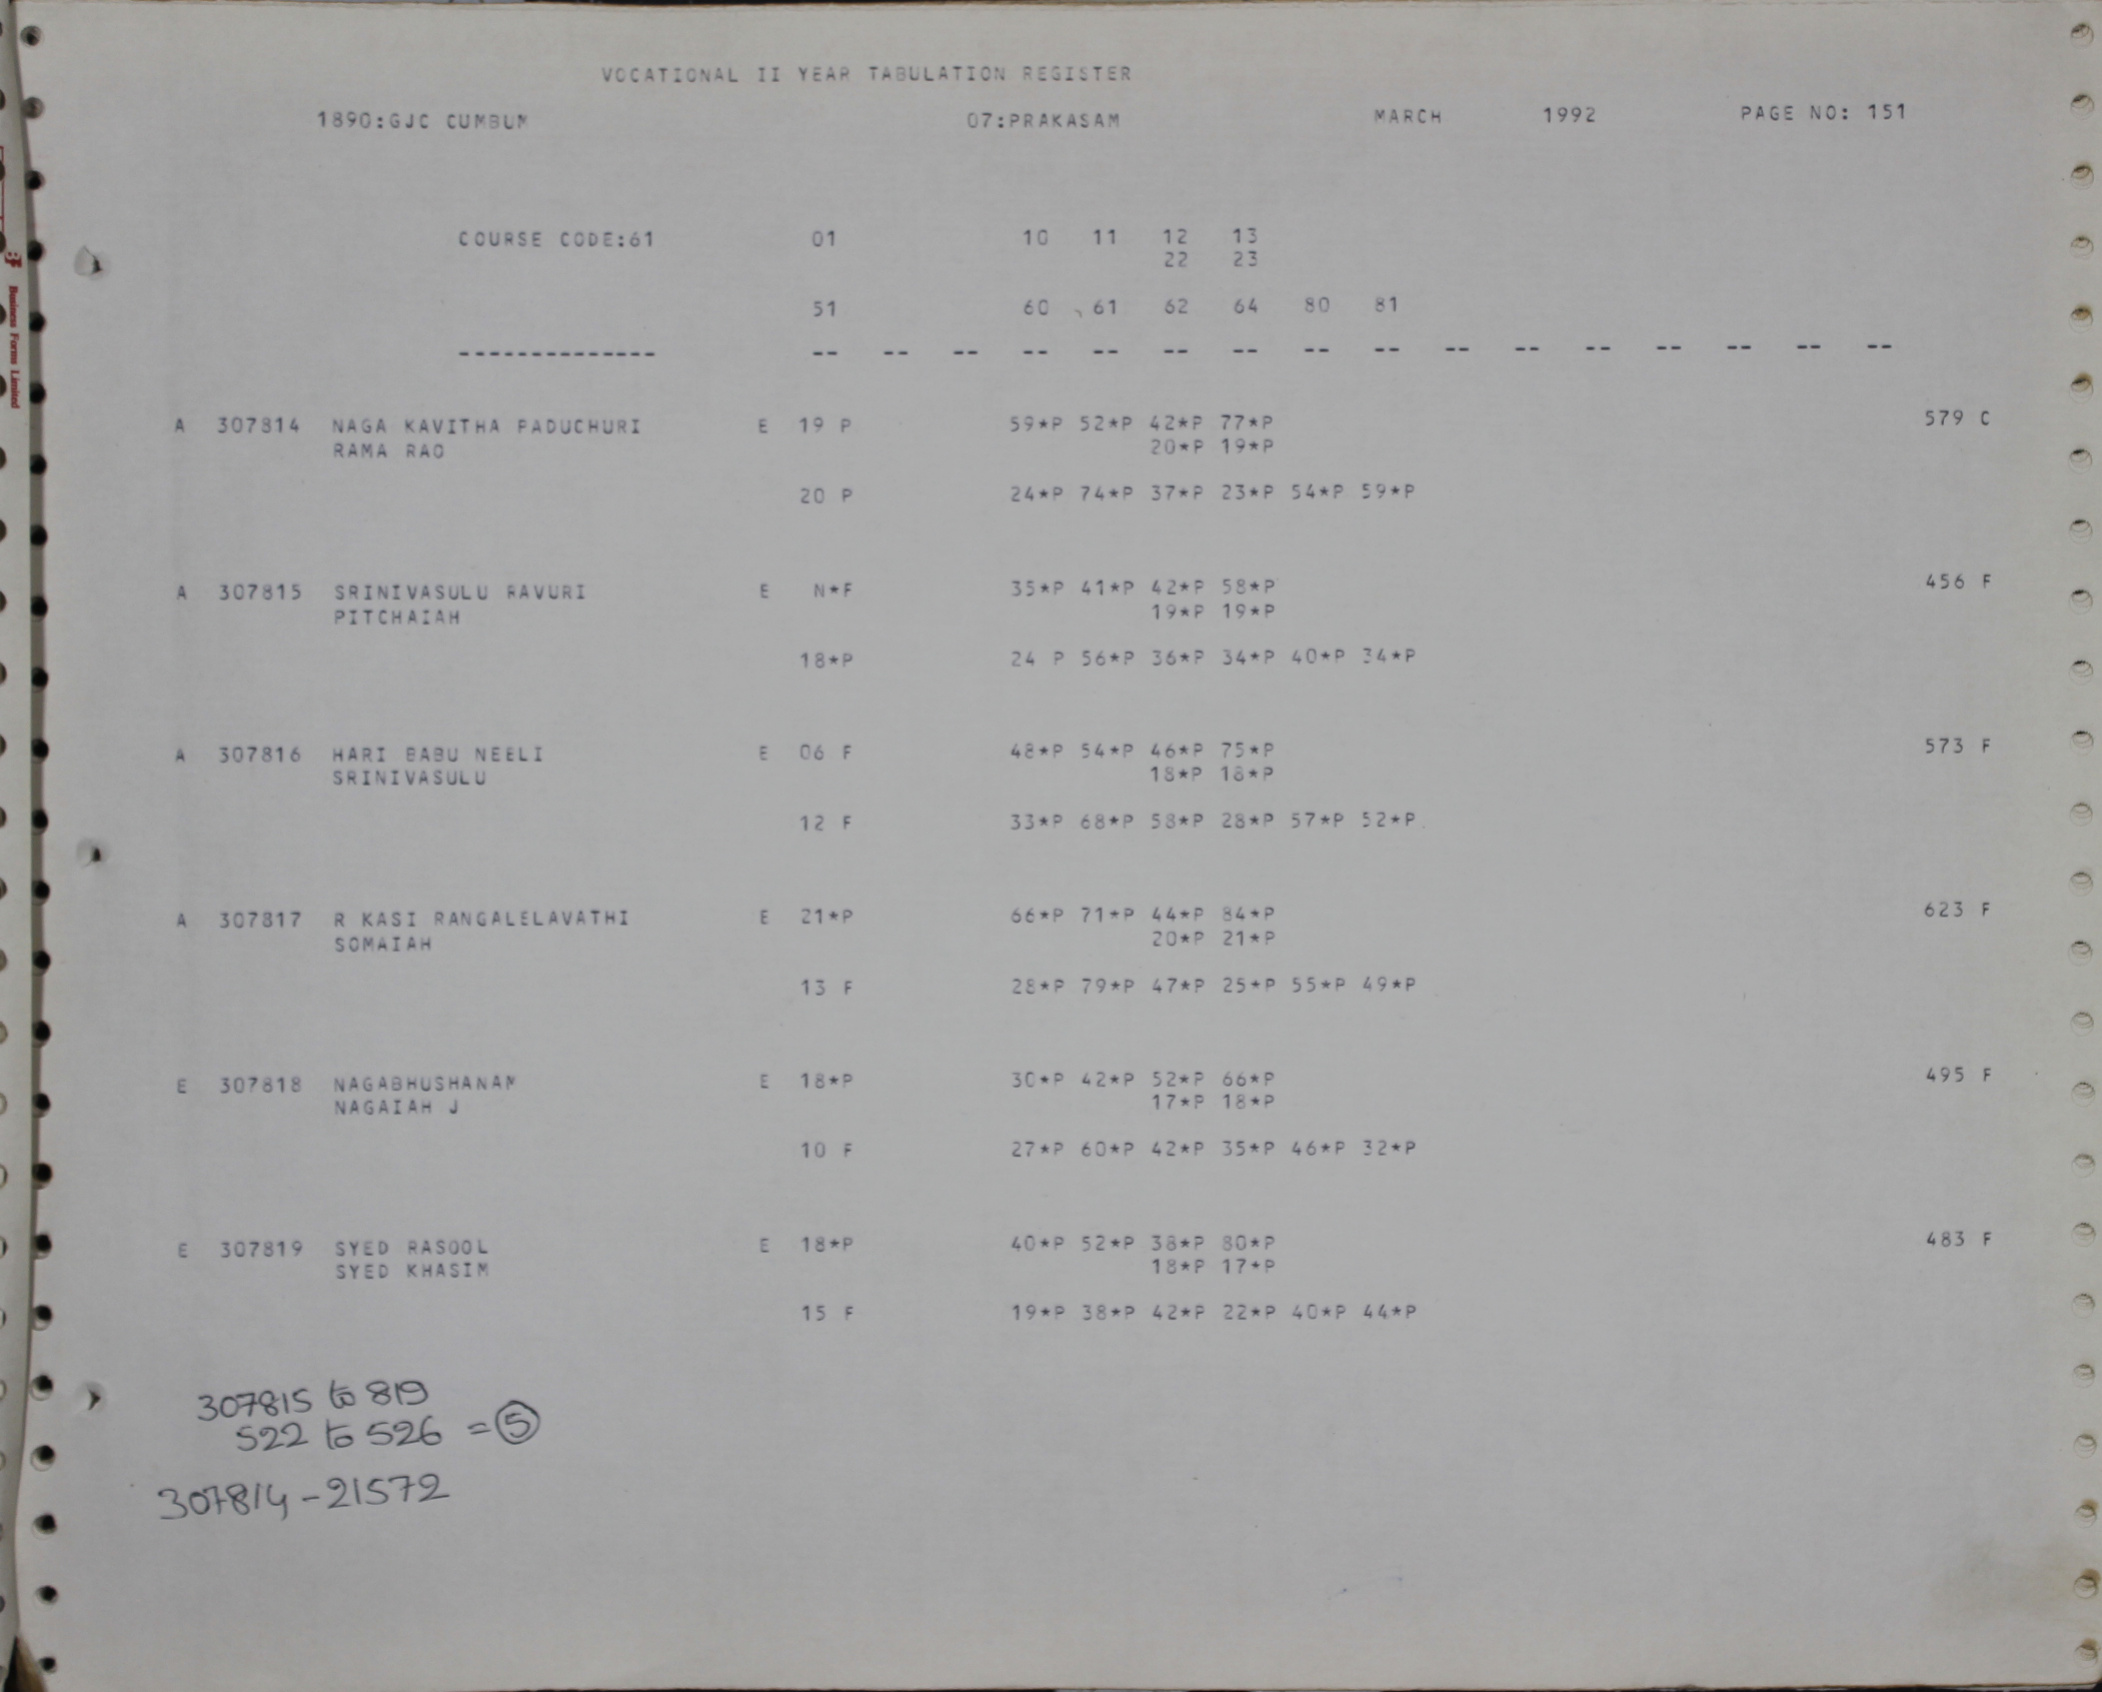 VOCATIONAL II YEAR TABULATION REGISTER
1890:GJC CUMBUM 07:PRAKASAM MARCH 1992 PAGE NO: 151
COURSE CODE:61 01 10 11 12 13
22 23
51 60 61 62 64 80 81
-------------- -- -- -- -- -- -- -- -- -- -- -- -- -- -- -- --
A 307814 NAGA KAVITHA PADUCHURI E 19 P 59*P 52*P 42*P 77*P 579 C
RAMA RAO 20*P 19*P
20 P 24*P 74*P 37*P 23*P 54*P 59*P
A 307815 SRINIVASULU RAVURI E N*F 35*P 41*P 42*P 58*P 456 F
PITCHAIAH 19*P 19*P
18*P 24 P 56*P 36*P 34*P 40*P 34*P
A 307816 HARI BABU NEELI E 06 F 48*P 54*P 46*P 75*P 573 F
SRINIVASULU 18*P 18*P
12 F 33*P 68*P 58*P 28*P 57*P 52*P
A 307817 R KASI RANGALELAVATHI E 21*P 66*P 71*P 44*P 84*P 623 F
SOMAIAH 20*P 21*P
13 F 28*P 79*P 47*P 25*P 55*P 49*P
E 307818 NAGABHUSHANAM E 18*P 30*P 42*P 52*P 66*P 495 F
NAGAIAH J 17*P 18*P
10 F 27*P 60*P 42*P 35*P 46*P 32*P
E 307819 SYED RASOOL E 18*P 40*P 52*P 38*P 80*P 483 F
SYED KHASIM 18*P 17*P
15 F 19*P 38*P 42*P 22*P 40*P 44*P
307815 to 819
522 to 526 = 5
307814 - 21572
Business Forms Limited